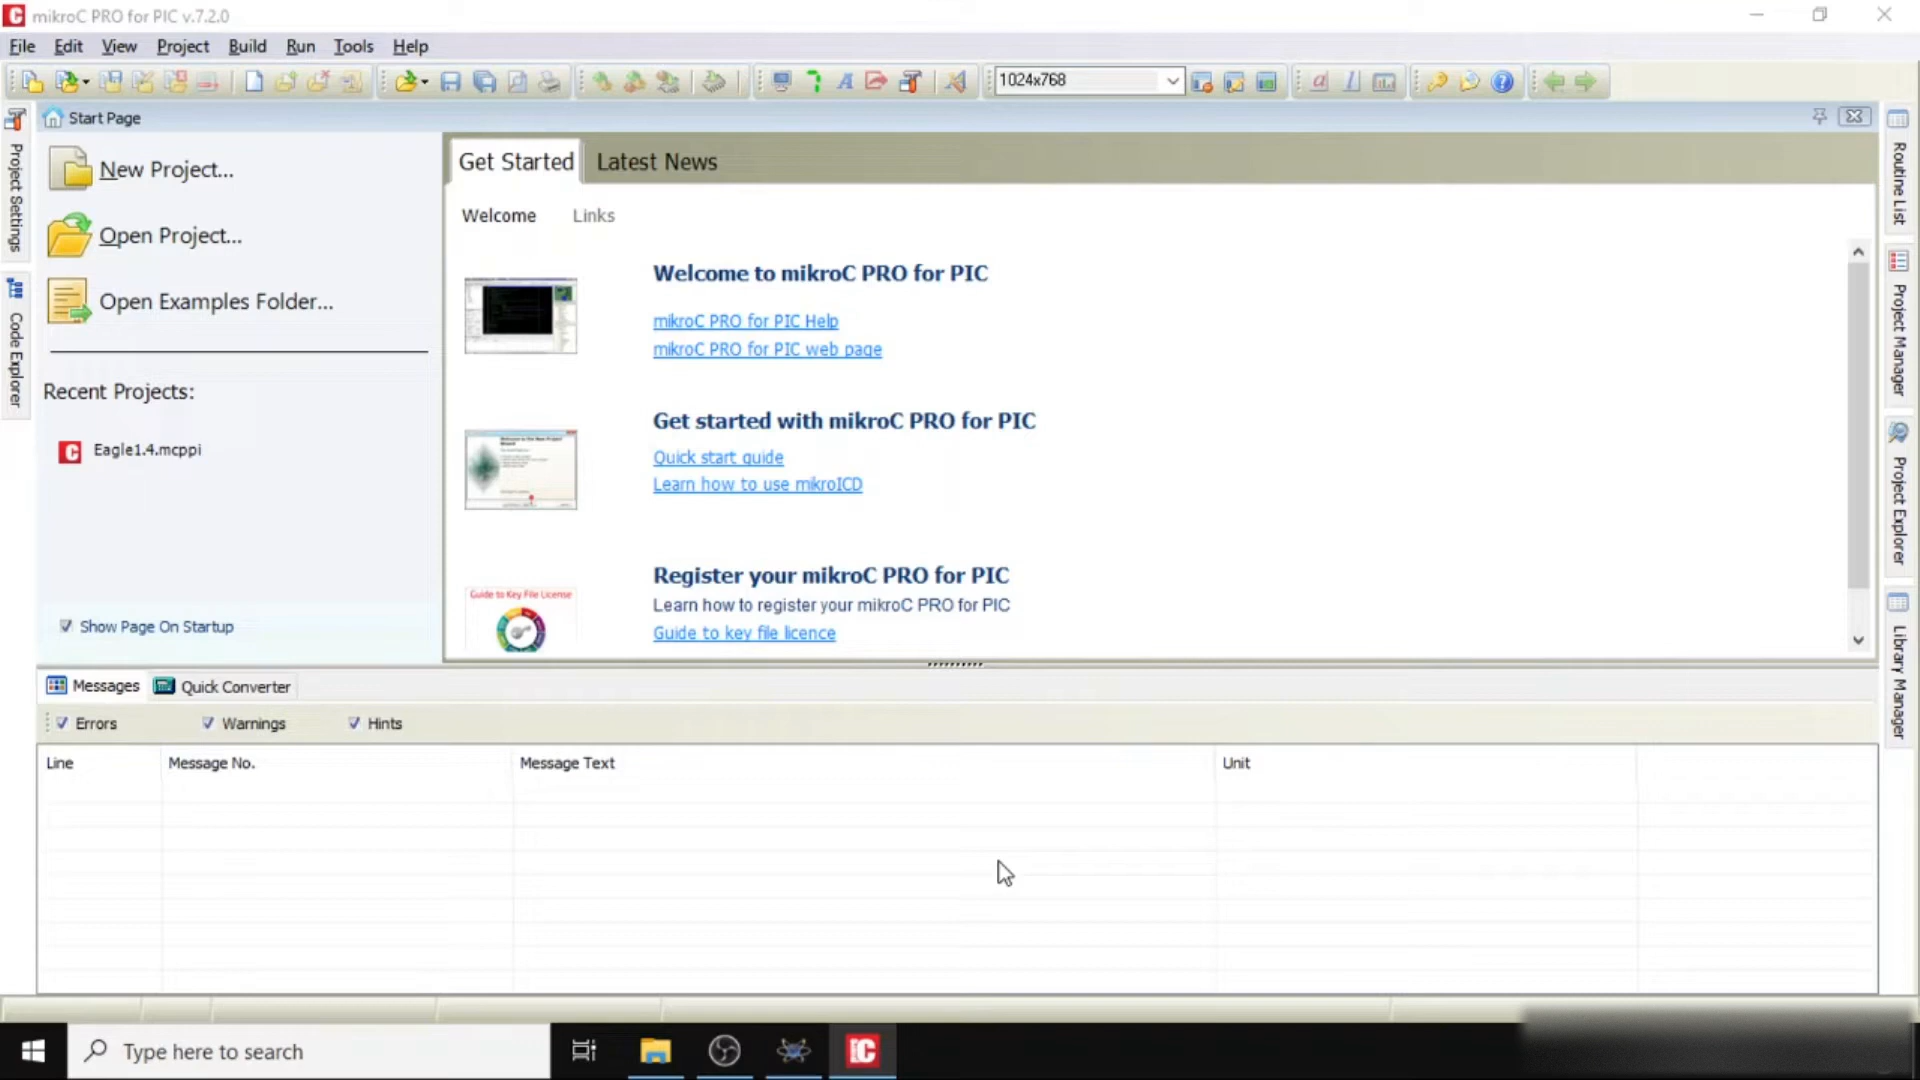 mikroC PRO for PIC v.7.2.0
File Edit View Project Build Run Tools Help
1024x768
Start Page
Project Settings
Code Explorer
New Project...
Open Project...
Open Examples Folder...
Recent Projects:
Eagle1.4.mcppi
Show Page On Startup
Get Started Latest News
Welcome Links
Welcome to mikroC PRO for PIC
mikroC PRO for PIC Help
mikroC PRO for PIC web page
Get started with mikroC PRO for PIC
Quick start guide
Learn how to use mikroICD
Guide to Key File License
Register your mikroC PRO for PIC
Learn how to register your mikroC PRO for PIC
Guide to key file licence
Routine List
Project Manager
Project Explorer
Library Manager
Messages Quick Converter
Errors Warnings Hints
Line Message No. Message Text Unit
Type here to search